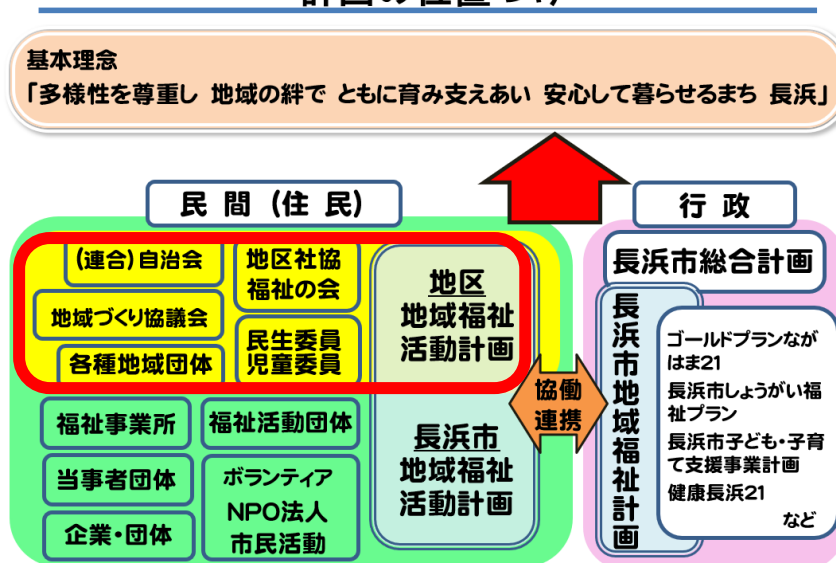 計画の位置づけ
基本理念
「多様性を尊重し 地域の絆で ともに育み支えあい 安心して暮らせるまち 長浜」
民 間 (住 民)
(連合)自治会
地区社協
福祉の会
地域づくり協議会
民生委員
児童委員
各種地域団体
地区
地域福祉
活動計画
福祉事業所
福祉活動団体
当事者団体
ボランティア
NPO法人
市民活動
企業・団体
長浜市
地域福祉
活動計画
協働
連携
行 政
長浜市総合計画
長浜市地域福祉計画
ゴールドプランなが
はま21
長浜市しょうがい福
祉プラン
長浜市子ども・子育
て支援事業計画
健康長浜21
など